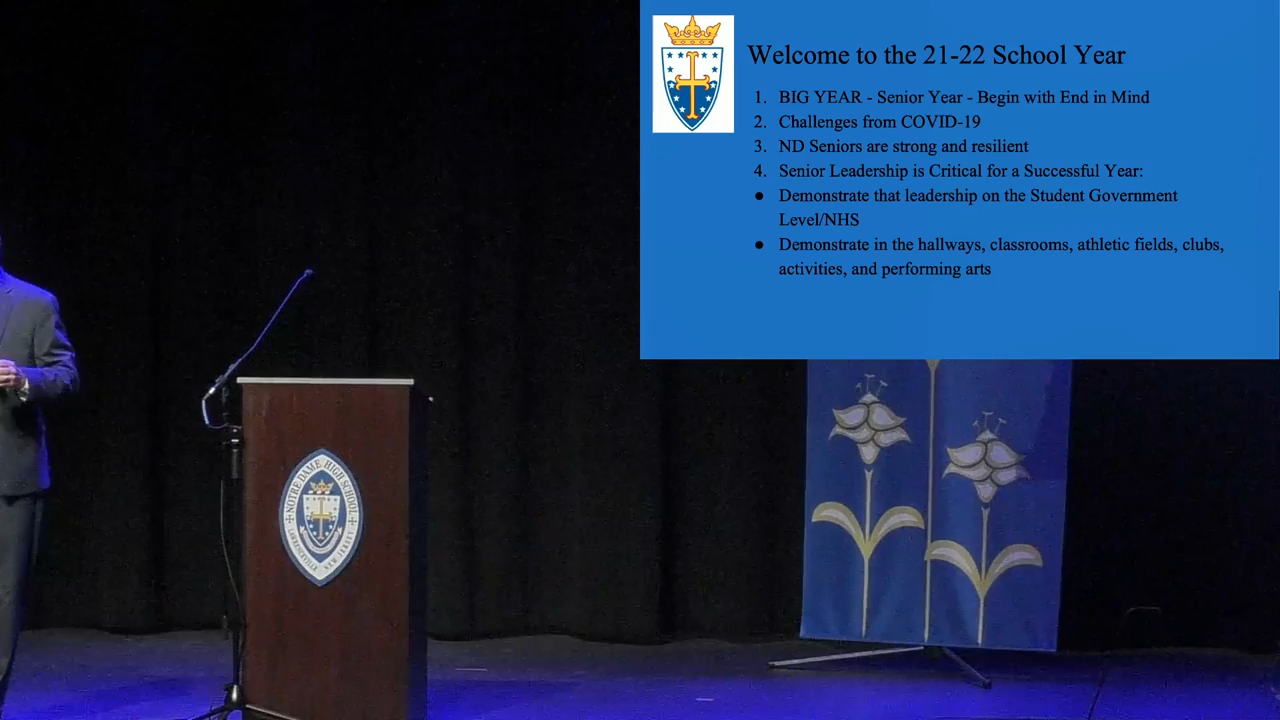 Welcome to the 21-22 School Year
1. BIG YEAR - Senior Year - Begin with End in Mind
2. Challenges from COVID-19
3. ND Seniors are strong and resilient
4. Senior Leadership is Critical for a Successful Year:
● Demonstrate that leadership on the Student Government
Level/NHS
● Demonstrate in the hallways, classrooms, athletic fields, clubs,
activities, and performing arts
NOTRE DAME HIGH SCHOOL
LAWRENCEVILLE
NEW JERSEY